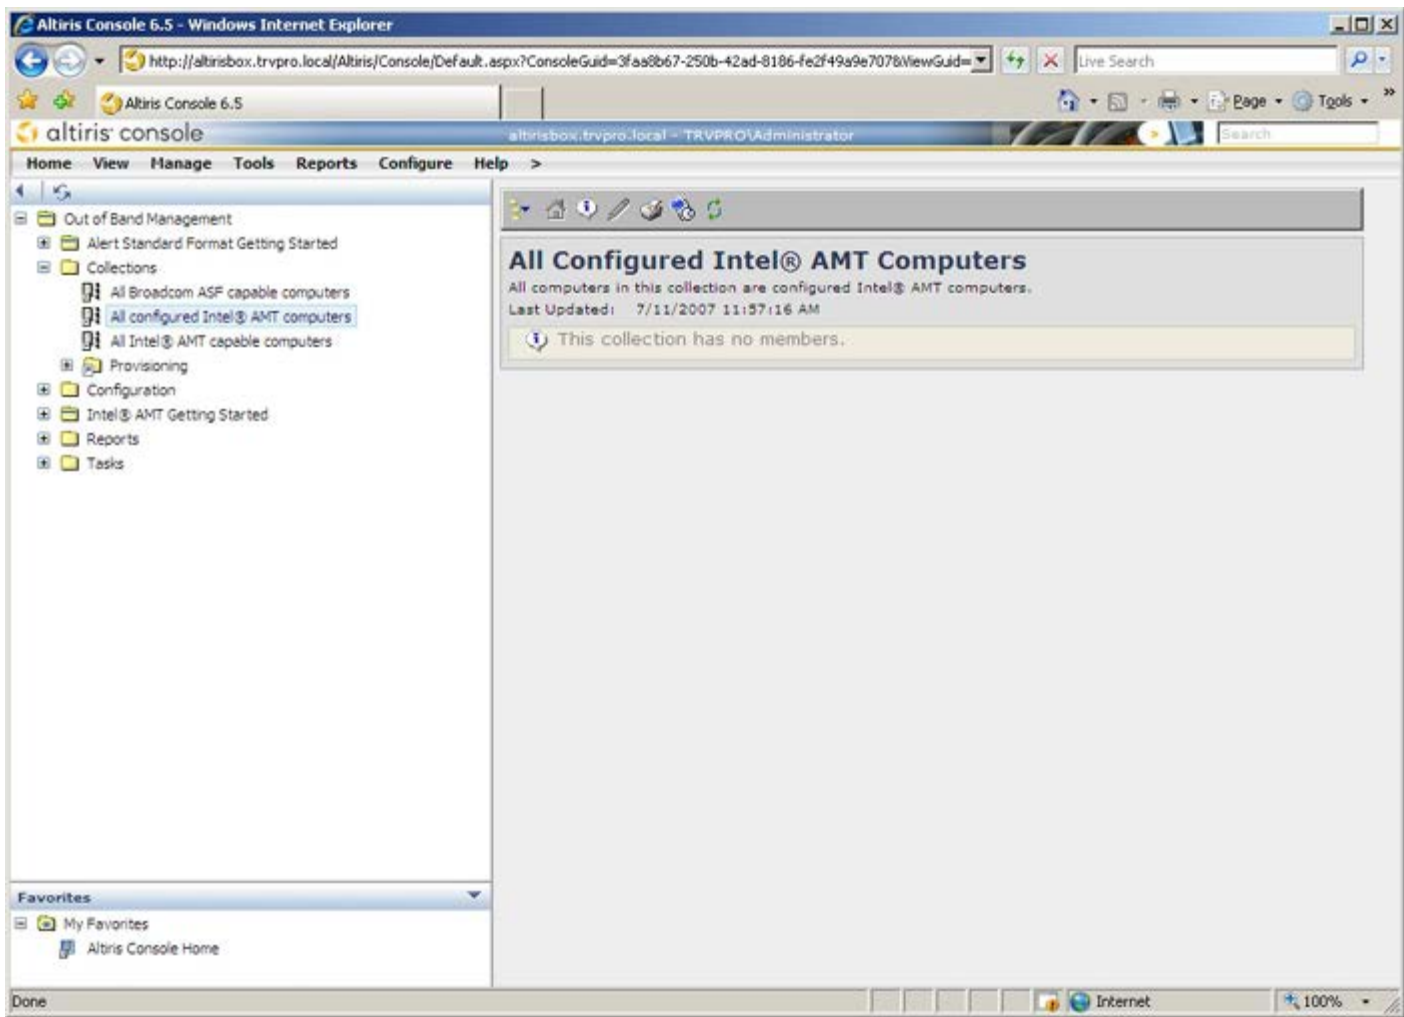 Altiris Console 6.5 - Windows Internet Explorer
http://altirisbox.trvpro.local/Altiris/Console/Default.aspx?ConsoleGuid=3faa8b67-250b-42ad-8186-fe2f49a9e707&ViewGuid=
Live Search
Altiris Console 6.5
Page
Tools
altiris console
altirisbox.trvpro.local - TRVPRO\Administrator
Search
Home View Manage Tools Reports Configure Help >
Out of Band Management
Alert Standard Format Getting Started
Collections
All Broadcom ASF capable computers
All configured Intel® AMT computers
All Intel® AMT capable computers
Provisioning
Configuration
Intel® AMT Getting Started
Reports
Tasks
All Configured Intel® AMT Computers
All computers in this collection are configured Intel® AMT computers.
Last Updated: 7/11/2007 11:57:16 AM
This collection has no members.
Favorites
My Favorites
Altiris Console Home
Done
Internet
100%